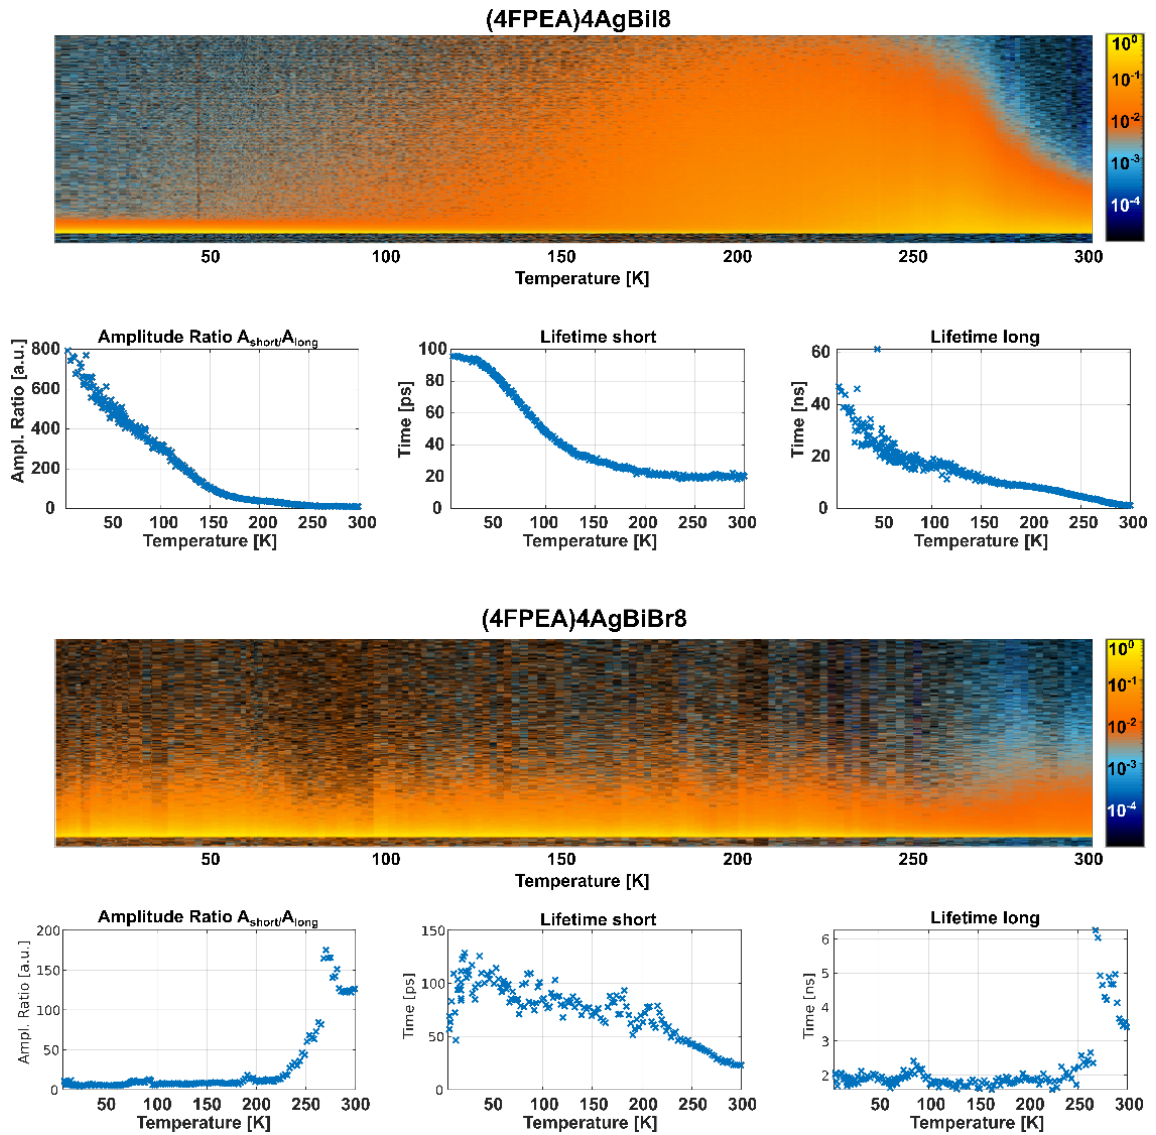 (4FPEA)4AgBiI8
10^0
10^-1
10^-2
10^-3
10^-4
50 100 150 200 250 300
Temperature [K]
Amplitude Ratio A_short/A_long
Ampl. Ratio [a.u.]
800
600
400
200
0
50 100 150 200 250 300
Temperature [K]
Lifetime short
Time [ps]
100
80
60
40
20
0
50 100 150 200 250 300
Temperature [K]
Lifetime long
Time [ns]
60
40
20
0
50 100 150 200 250 300
Temperature [K]
(4FPEA)4AgBiBr8
10^0
10^-1
10^-2
10^-3
10^-4
50 100 150 200 250 300
Temperature [K]
Amplitude Ratio A_short/A_long
Ampl. Ratio [a.u.]
200
150
100
50
0
50 100 150 200 250 300
Temperature [K]
Lifetime short
Time [ps]
150
100
50
0
50 100 150 200 250 300
Temperature [K]
Lifetime long
Time [ns]
6
5
4
3
2
50 100 150 200 250 300
Temperature [K]